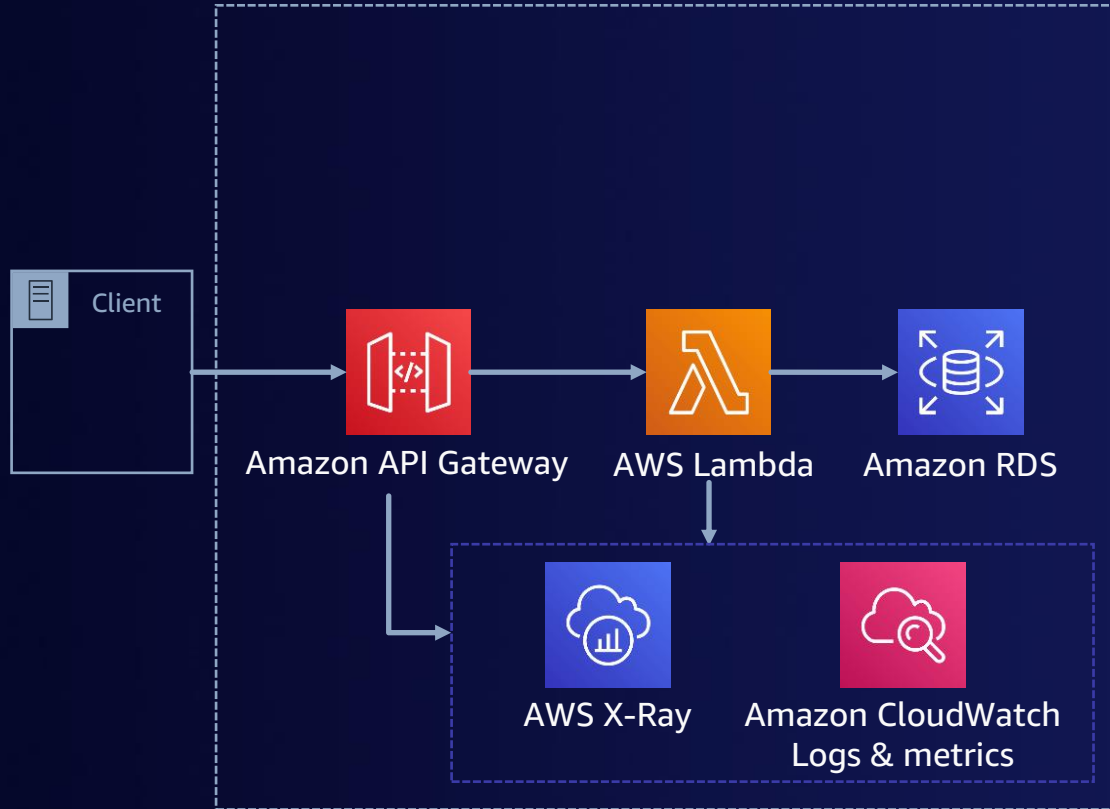 Client
</>
Amazon API Gateway
AWS Lambda
Amazon RDS
AWS X-Ray
Amazon CloudWatch
Logs & metrics